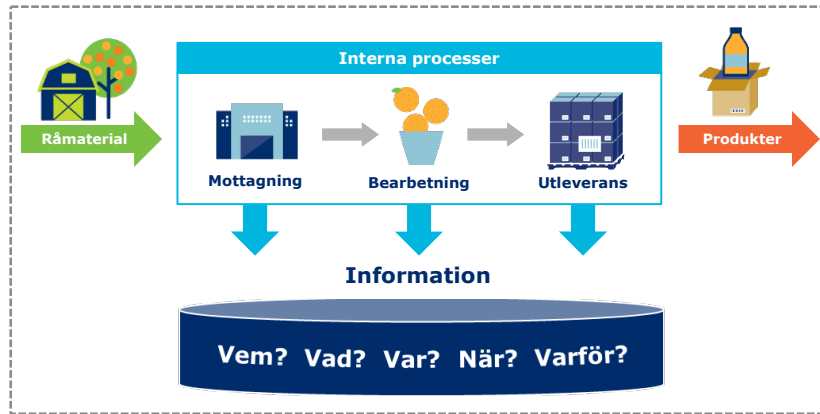 Interna processer
Råmaterial
Produkter
Mottagning
Bearbetning
Utleverans
Information
Vem? Vad? Var? När? Varför?